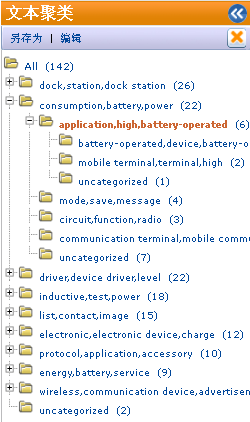 文本聚类
另存为 | 编辑
All (142)
dock,station,dock station (26)
consumption,battery,power (22)
application,high,battery-operated (6)
battery-operated,device,battery-o
mobile terminal,terminal,high (2)
uncategorized (1)
mode,save,message (4)
circuit,function,radio (3)
communication terminal,mobile commu
uncategorized (7)
driver,device driver,level (22)
inductive,test,power (18)
list,contact,image (15)
electronic,electronic device,charge (12)
protocol,application,accessory (10)
energy,battery,service (9)
wireless,communication device,advertisem
uncategorized (2)